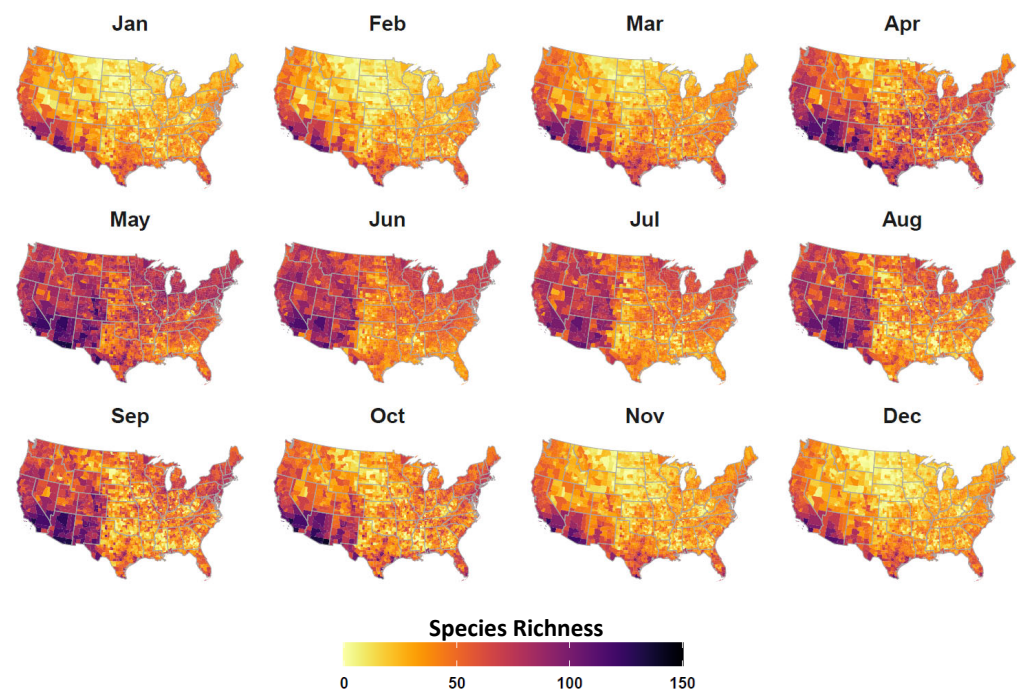 Jan Feb Mar Apr
May Jun Jul Aug
Sep Oct Nov Dec
Species Richness
0 50 100 150